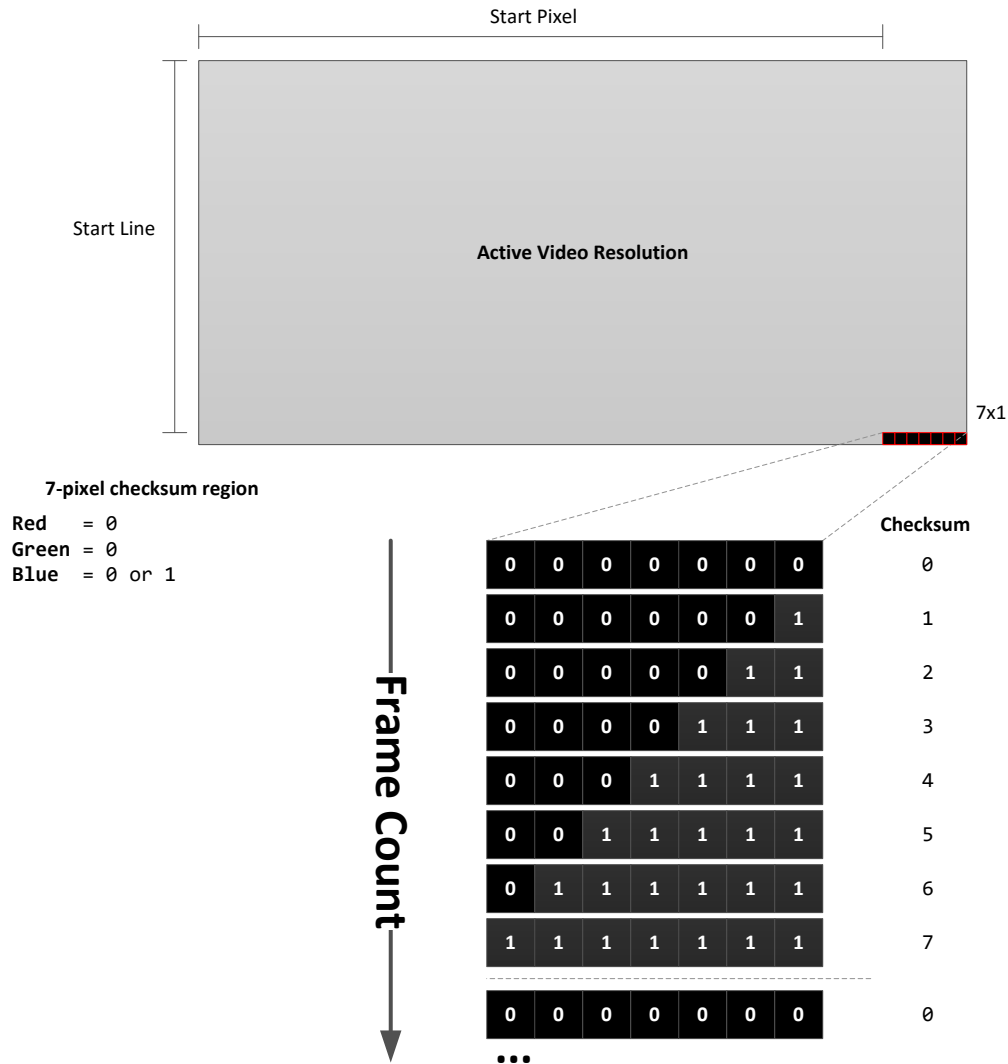 Start Pixel
Start Line
Active Video Resolution
7x1
7-pixel checksum region
Red = 0
Green = 0
Blue = 0 or 1
Checksum
0 0 0 0 0 0 0 0
0 0 0 0 0 0 1 1
0 0 0 0 0 1 1 2
0 0 0 0 1 1 1 3
0 0 0 1 1 1 1 4
0 0 1 1 1 1 1 5
0 1 1 1 1 1 1 6
1 1 1 1 1 1 1 7
0 0 0 0 0 0 0 0
...
Frame Count